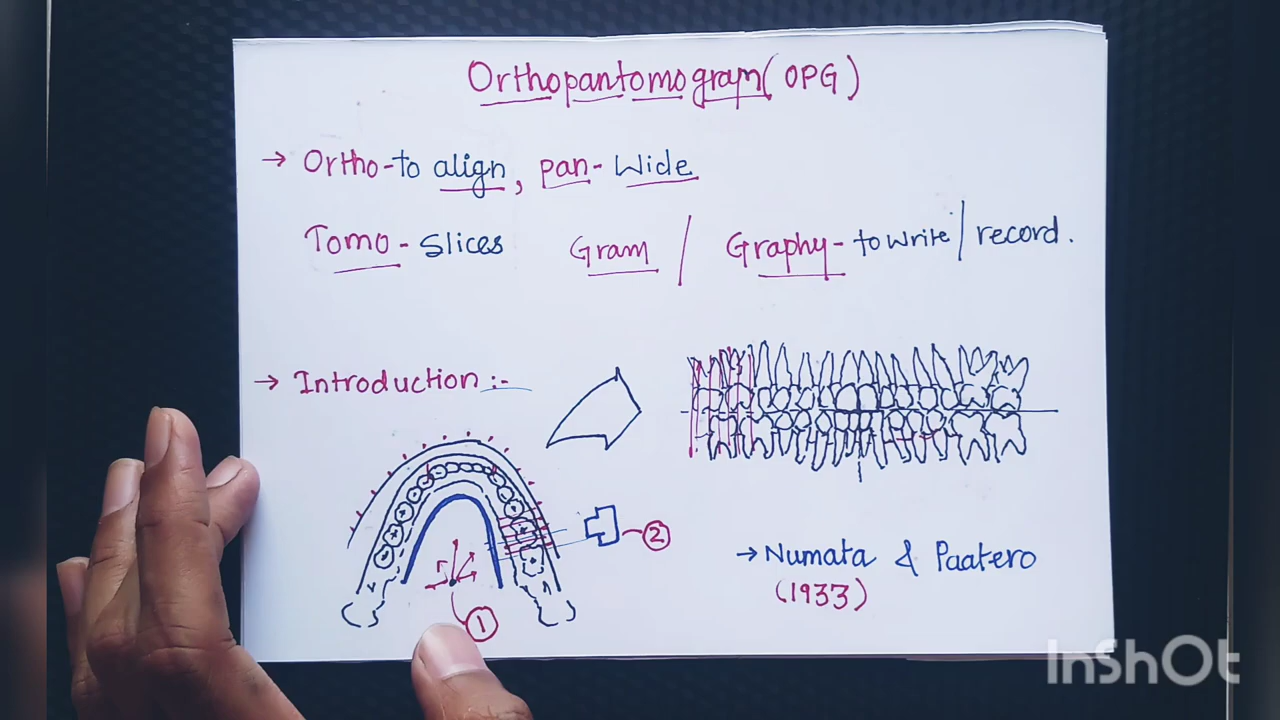 Orthopantomogram (OPG)
→ Ortho-to align, pan- Wide
Tomo - Slices Gram / Graphy- to write/record.
→ Introduction :-
2
→ Numata & Paatero
(1933)
1
InShOt